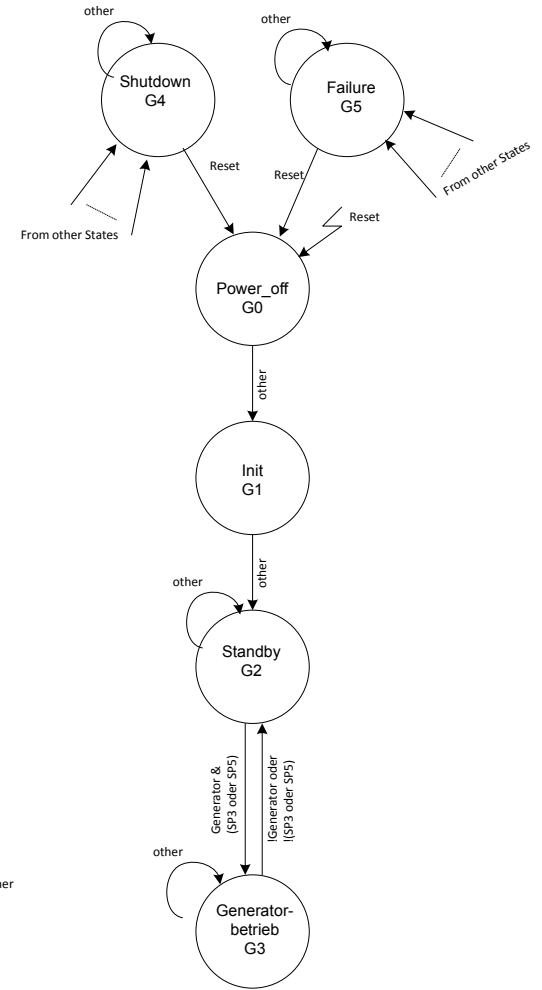 other
other
Shutdown
G4
Failure
G5
Reset
Reset
From other States
From other States
Reset
Power_off
G0
other
Init
G1
other
other
Standby
G2
Generator &
(SP3 oder SP5)
!Generator oder
!(SP3 oder SP5)
other
Generator-
betrieb
G3